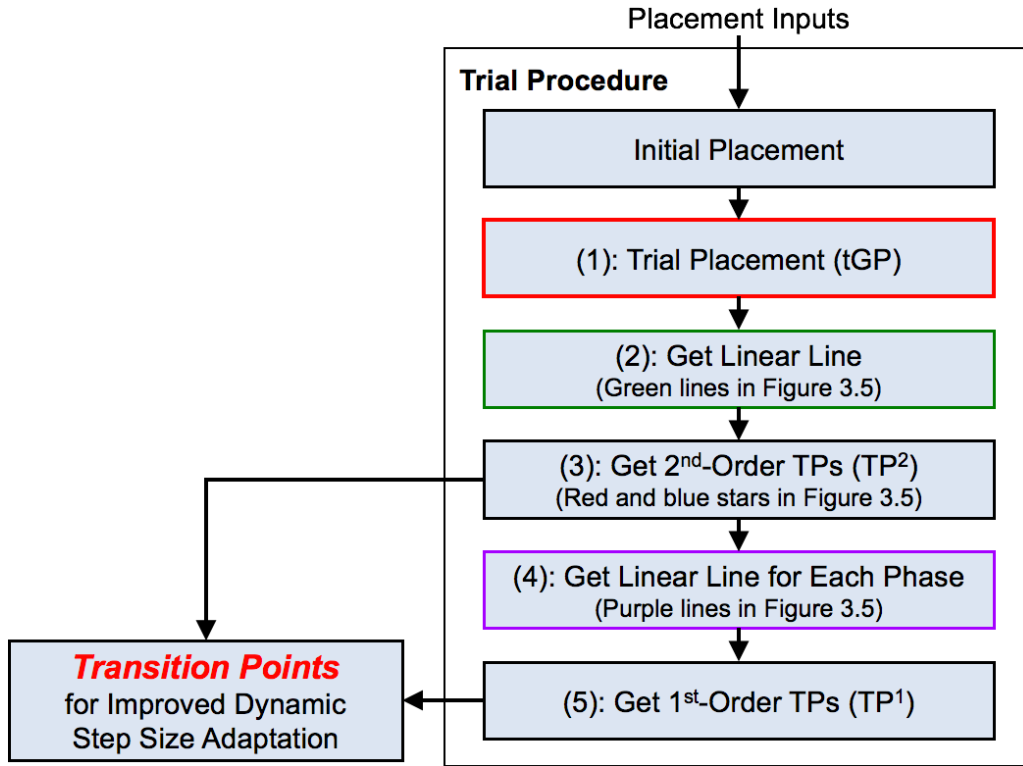 Placement Inputs
Trial Procedure
Initial Placement
(1): Trial Placement (tGP)
(2): Get Linear Line
(Green lines in Figure 3.5)
(3): Get 2nd-Order TPs (TP2)
(Red and blue stars in Figure 3.5)
(4): Get Linear Line for Each Phase
(Purple lines in Figure 3.5)
(5): Get 1st-Order TPs (TP1)
Transition Points
for Improved Dynamic
Step Size Adaptation